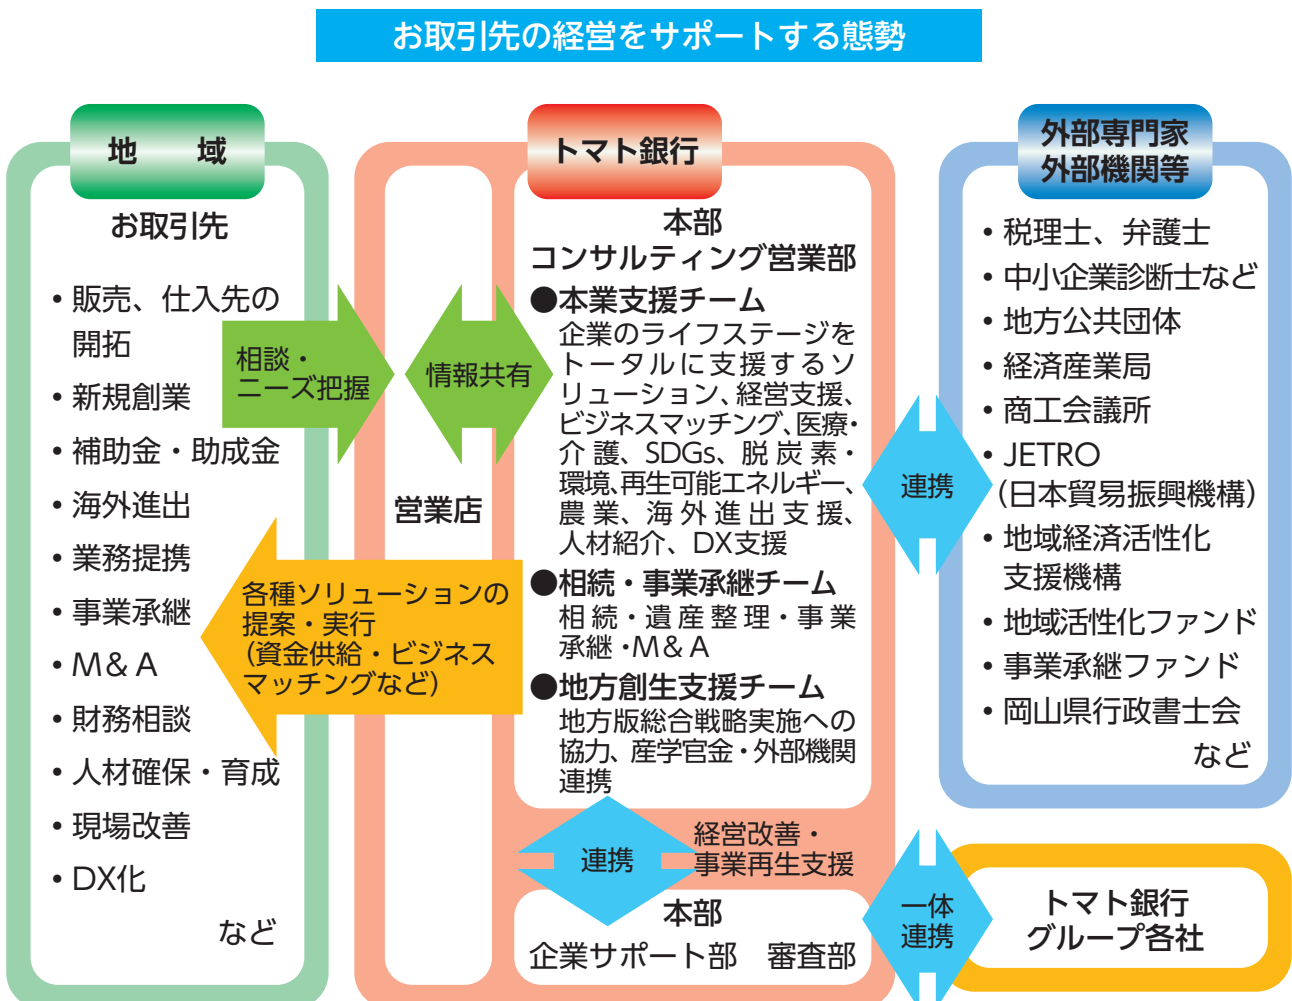 お取引先の経営をサポートする態勢
地　域
お取引先
• 販売、仕入先の
開拓
• 新規創業
• 補助金・助成金
• 海外進出
• 業務提携
• 事業承継
• M＆A
• 財務相談
• 人材確保・育成
• 現場改善
• DX化
など
相談・
ニーズ把握
情報共有
営業店
各種ソリューションの
提案・実行
（資金供給・ビジネス
マッチングなど）
トマト銀行
本部
コンサルティング営業部
●本業支援チーム
企業のライフステージを
トータルに支援するソ
リューション、経営支援、
ビジネスマッチング、医療・
介護、SDGs、脱炭素・
環境、再生可能エネルギー、
農業、海外進出支援、
人材紹介、DX支援
●相続・事業承継チーム
相続・遺産整理・事業
承継・M＆A
●地方創生支援チーム
地方版総合戦略実施への
協力、産学官金・外部機関
連携
連携
経営改善・
事業再生支援
本部
企業サポート部　審査部
連携
外部専門家
外部機関等
• 税理士、弁護士
• 中小企業診断士など
• 地方公共団体
• 経済産業局
• 商工会議所
• JETRO
（日本貿易振興機構）
• 地域経済活性化
支援機構
• 地域活性化ファンド
• 事業承継ファンド
• 岡山県行政書士会
など
一体
連携
トマト銀行
グループ各社